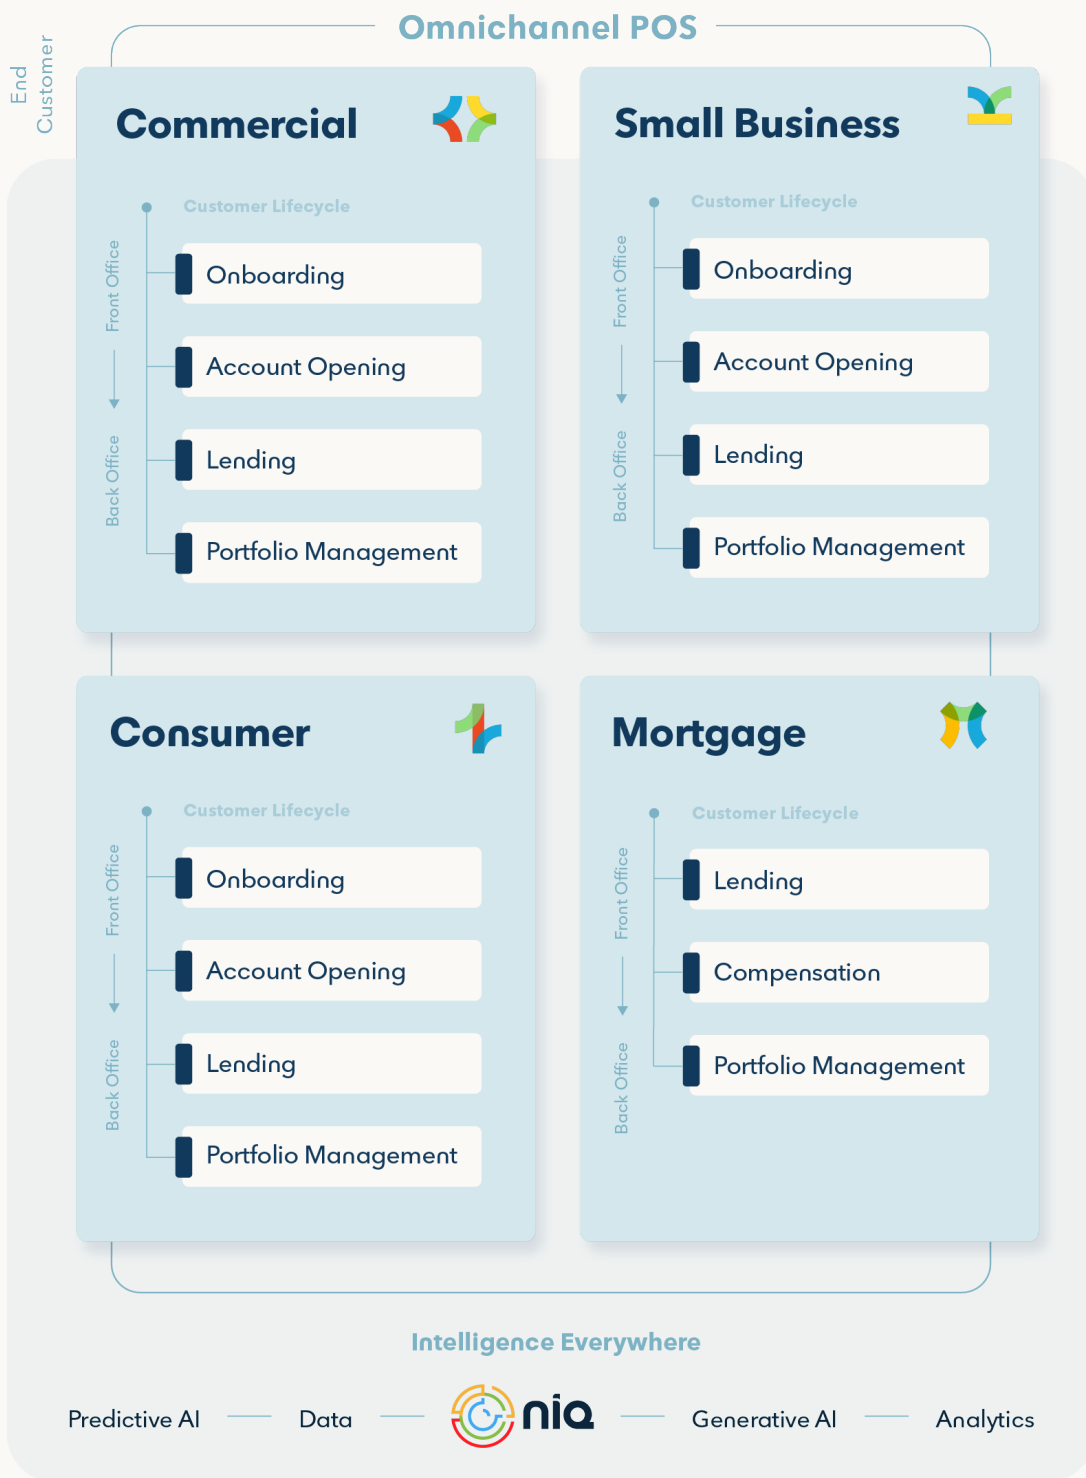 Omnichannel POS
End
Customer
Commercial
Customer Lifecycle
Front Office
Back Office
Onboarding
Account Opening
Lending
Portfolio Management
Small Business
Customer Lifecycle
Front Office
Back Office
Onboarding
Account Opening
Lending
Portfolio Management
Consumer
Customer Lifecycle
Front Office
Back Office
Onboarding
Account Opening
Lending
Portfolio Management
Mortgage
Customer Lifecycle
Front Office
Back Office
Lending
Compensation
Portfolio Management
Intelligence Everywhere
Predictive AI
Data
niQ
Generative AI
Analytics